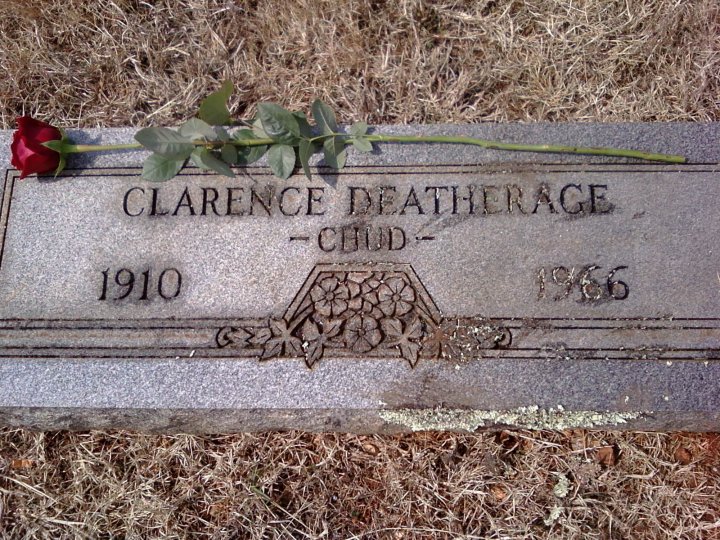 CLARENCE DEATHERAGE
- CHUD -
1910 1966